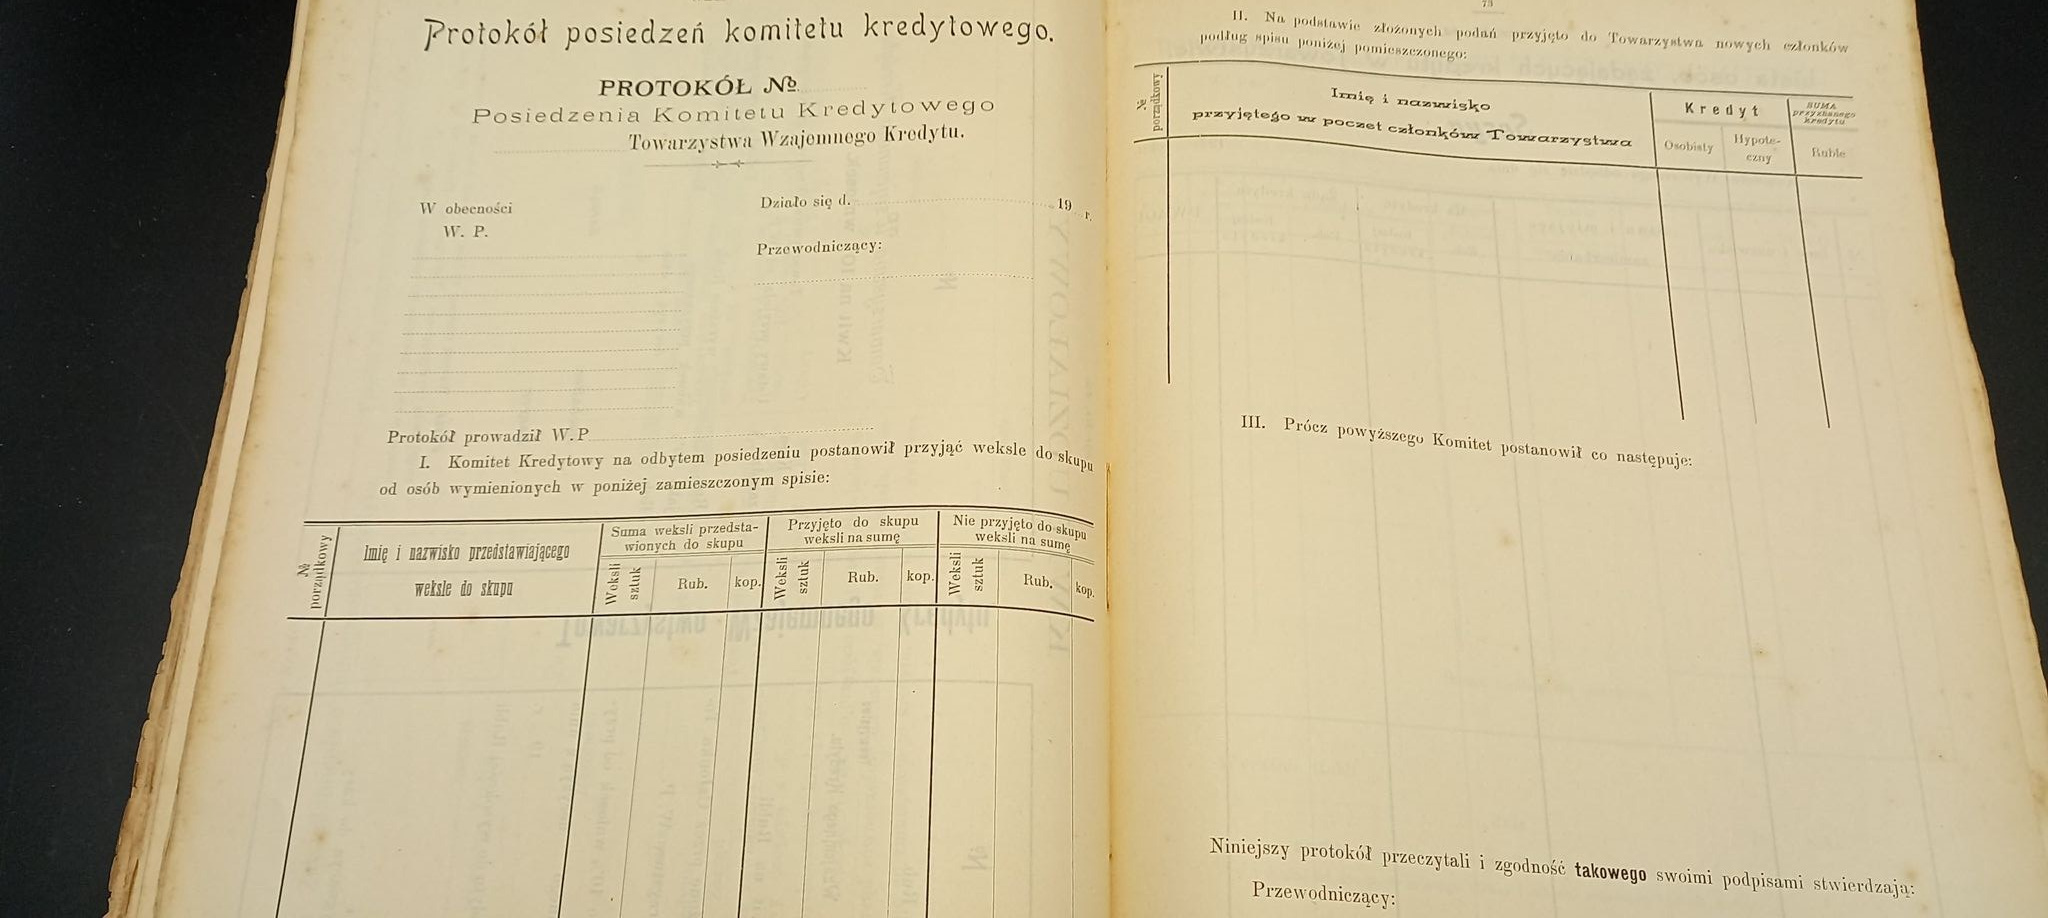 Protokół posiedzeń komitetu kredytowego.
PROTOKÓŁ №
Posiedzenia Komitetu Kredytowego
Towarzystwa Wzajemnego Kredytu.
W obecności
W. P.
Działo się d. 19 r.
Przewodniczący:
Protokół prowadził W. P
I. Komitet Kredytowy na odbytem posiedzeniu postanowił przyjąć weksle do skupu
od osób wymienionych w poniżej zamieszczonym spisie:
№ porządkowy
Imię i nazwisko przedstawiającego
weksle do skupu
Suma weksli przedsta-
wionych do skupu
Weksli sztuk
Rub.
kop.
Przyjęto do skupu
weksli na sumę
Weksli sztuk
Rub.
kop.
Nie przyjęto do skupu
weksli na sumę
Weksli sztuk
Rub.
kop.
73
II. Na podstawie złożonych podań przyjęto do Towarzystwa nowych członków
podług spisu poniżej pomieszczonego:
№ porządkowy
Imię i nazwisko
przyjętego w poczet członków Towarzystwa
Kredyt
Osobisty
Hypote-
czny
SUMA
przyznanego
kredytu
Ruble
III. Prócz powyższego Komitet postanowił co następuje:
Niniejszy protokół przeczytali i zgodność takowego swoimi podpisami stwierdzają:
Przewodniczący: